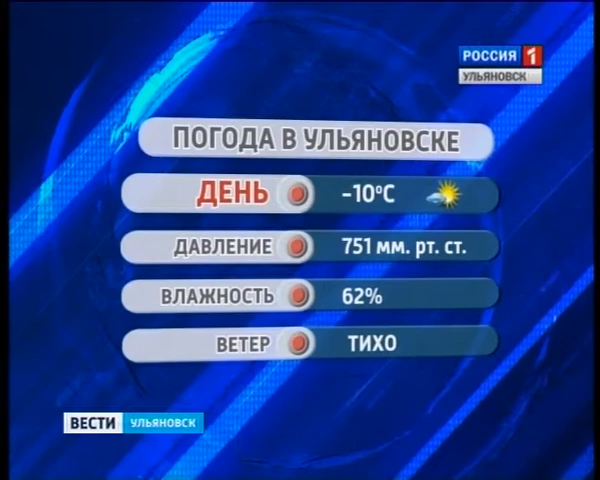 РОССИЯ 1
УЛЬЯНОВСК
ПОГОДА В УЛЬЯНОВСКЕ
ДЕНЬ -10°C
ДАВЛЕНИЕ 751 мм. рт. ст.
ВЛАЖНОСТЬ 62%
ВЕТЕР ТИХО
ВЕСТИ УЛЬЯНОВСК